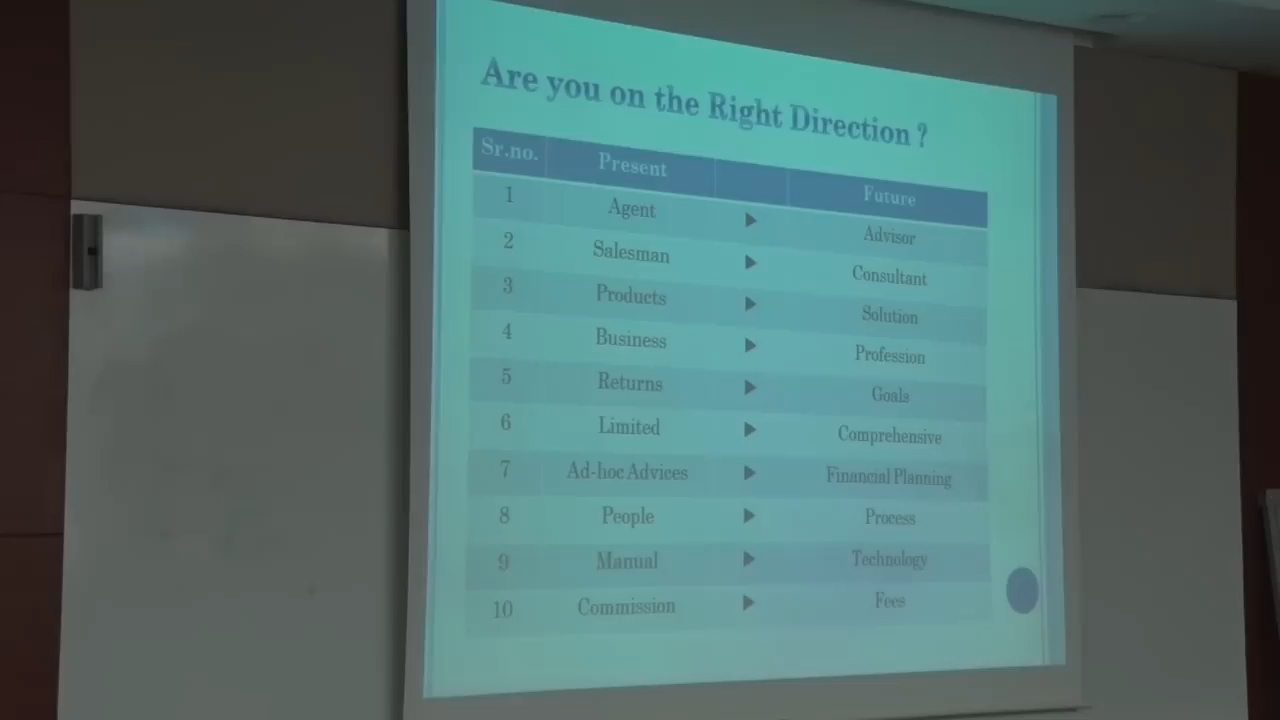 Are you on the Right Direction ?
Sr.no. Present Future
1 Agent ▶ Advisor
2 Salesman ▶ Consultant
3 Products ▶ Solution
4 Business ▶ Profession
5 Returns ▶ Goals
6 Limited ▶ Comprehensive
7 Ad-hoc Advices ▶ Financial Planning
8 People ▶ Process
9 Manual ▶ Technology
10 Commission ▶ Fees